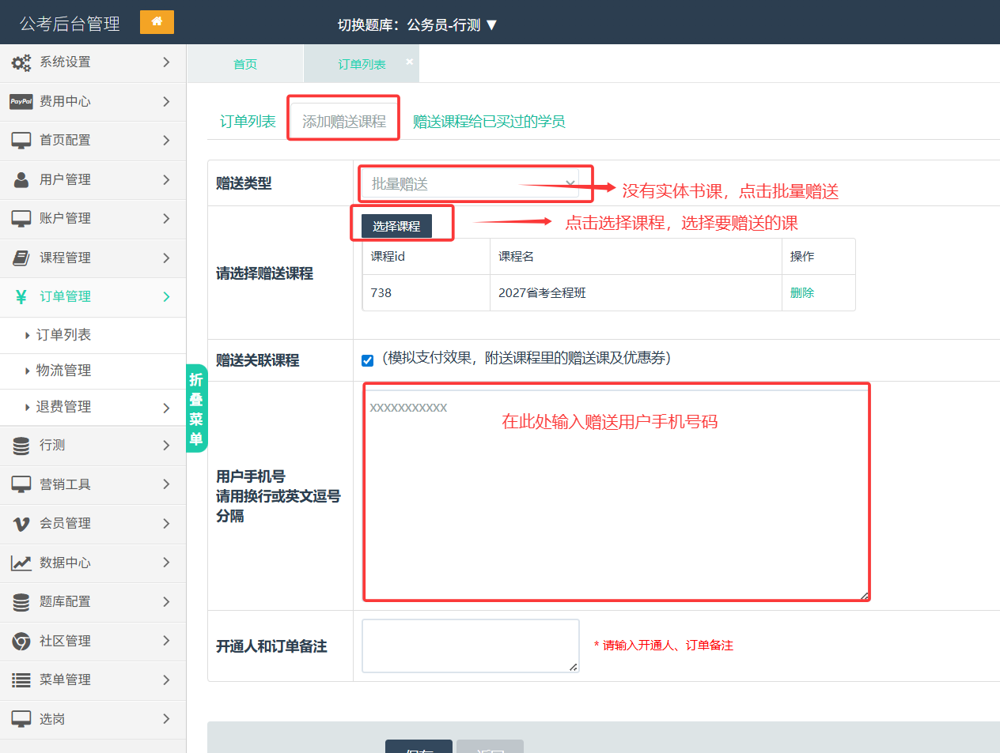 公考后台管理
切换题库：公务员-行测 ▼
系统设置
PayPal 费用中心
首页配置
用户管理
账户管理
课程管理
订单管理
订单列表
物流管理
退费管理
行测
营销工具
会员管理
数据中心
题库配置
社区管理
菜单管理
选岗
折叠菜单
首页
订单列表 ×
订单列表 添加赠送课程 赠送课程给已买过的学员
赠送类型 批量赠送 没有实体书课，点击批量赠送
选择课程 点击选择课程，选择要赠送的课
请选择赠送课程
课程id 课程名 操作
738 2027省考全程班 删除
赠送关联课程 （模拟支付效果，附送课程里的赠送课及优惠券）
用户手机号
请用换行或英文逗号
分隔
xxxxxxxxxxx
在此处输入赠送用户手机号码
开通人和订单备注 * 请输入开通人、订单备注
保存 返回